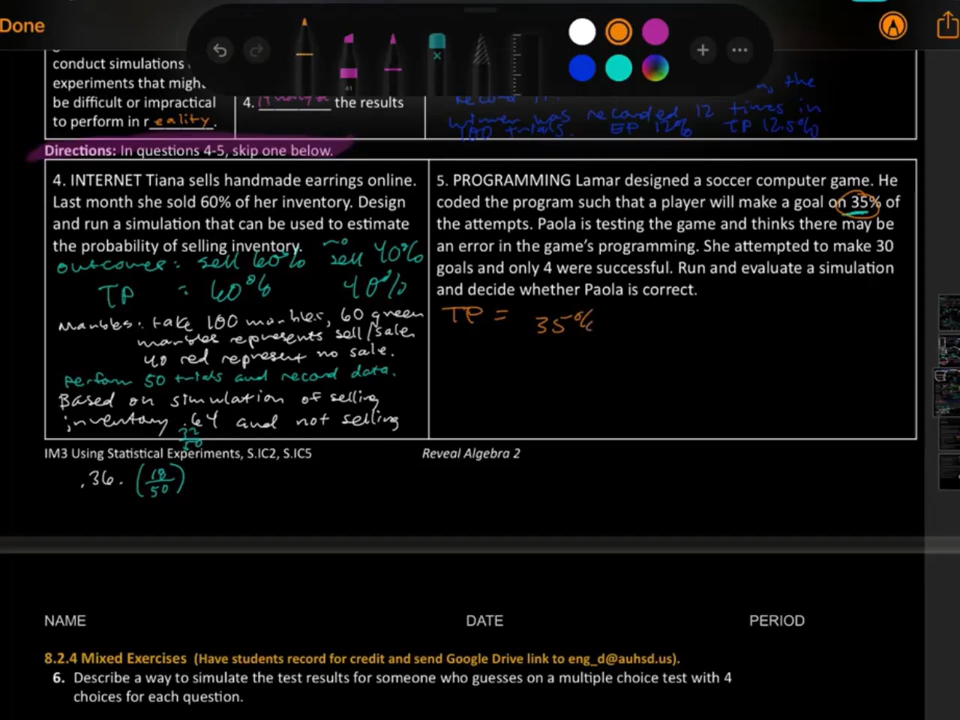 Done
conduct simulations
experiments that might
be difficult or impractical
to perform in reality.
4. the results
the
winner was recorded 12 times in
100 trials. EP 12% TP 12.5%
Directions: In questions 4-5, skip one below.
4. INTERNET Tiana sells handmade earrings online.
Last month she sold 60% of her inventory. Design
and run a simulation that can be used to estimate
the probability of selling inventory.
outcomes: sell 60% no sell 40%
TP = 60% 40%
Marbles: take 100 marbles, 60 green
marbles represents sell/sale
40 red represent no sale.
perform 50 trials and record data.
Based on simulation of selling
inventory .64 and not selling
32/50
.36. (18/50)
5. PROGRAMMING Lamar designed a soccer computer game. He
coded the program such that a player will make a goal on 35% of
the attempts. Paola is testing the game and thinks there may be
an error in the game's programming. She attempted to make 30
goals and only 4 were successful. Run and evaluate a simulation
and decide whether Paola is correct.
TP = 35%
IM3 Using Statistical Experiments, S.IC2, S.IC5 Reveal Algebra 2
NAME DATE PERIOD
8.2.4 Mixed Exercises (Have students record for credit and send Google Drive link to eng_d@auhsd.us).
6. Describe a way to simulate the test results for someone who guesses on a multiple choice test with 4
choices for each question.